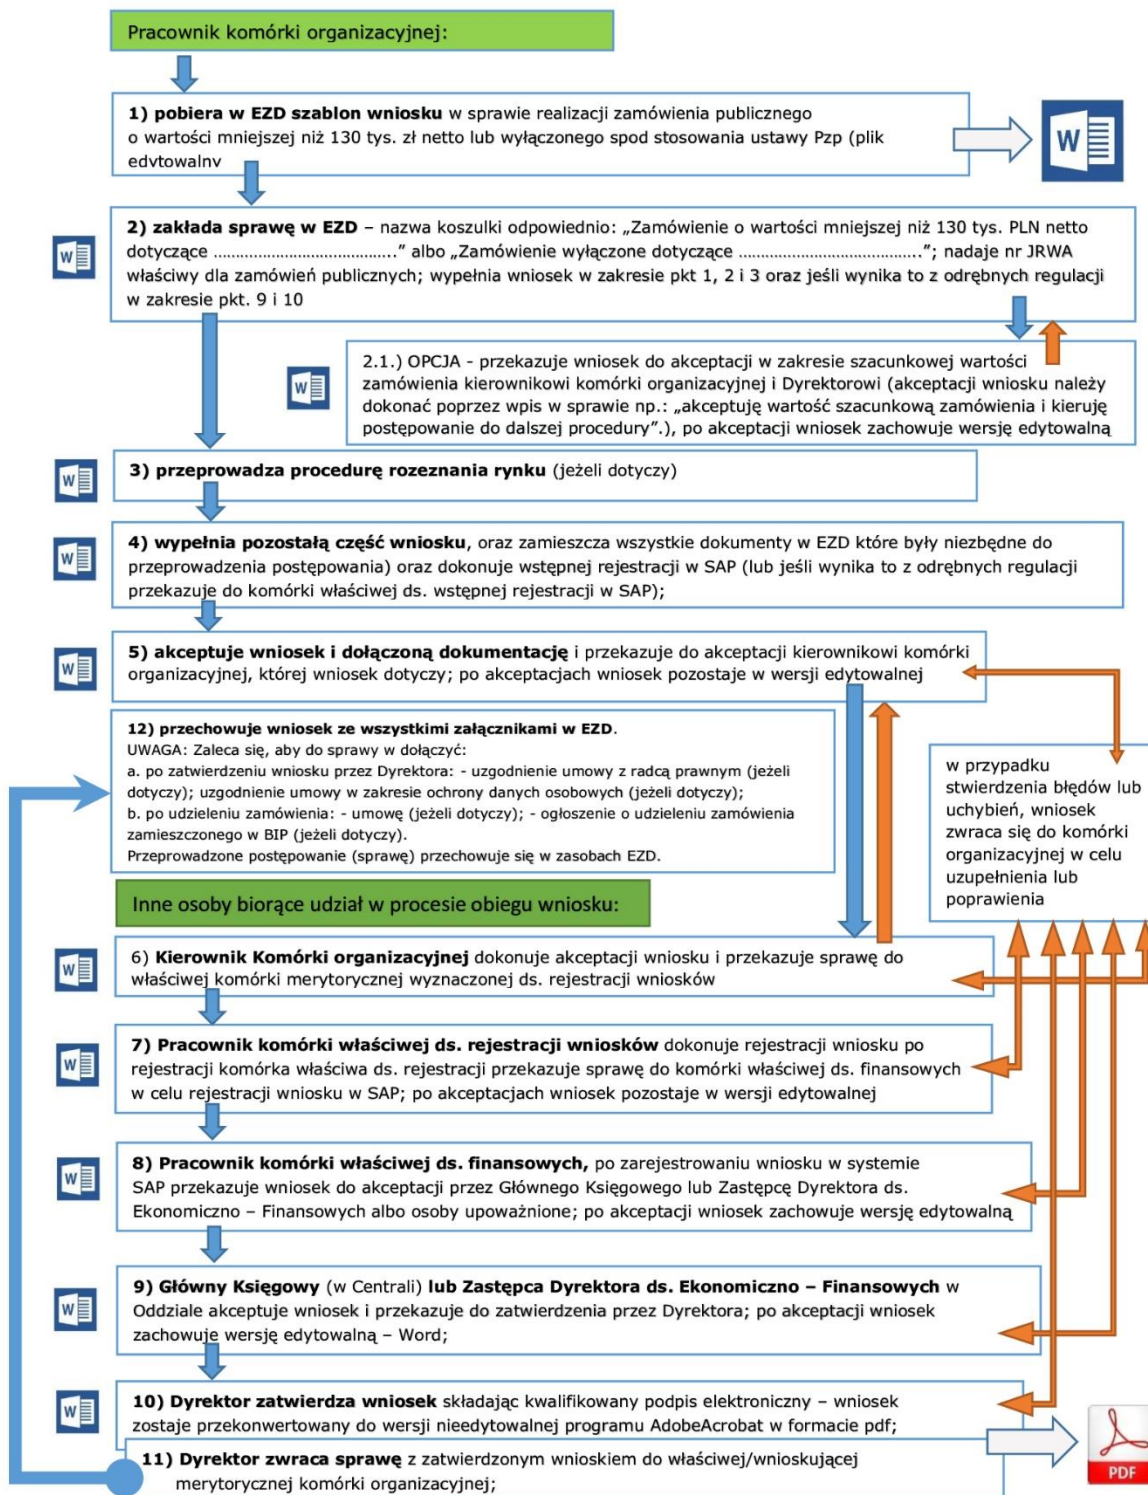 Pracownik komórki organizacyjnej:
1) pobiera w EZD szablon wniosku w sprawie realizacji zamówienia publicznego
o wartości mniejszej niż 130 tys. zł netto lub wyłączonego spod stosowania ustawy Pzp (plik
edytowalny
W
2) zakłada sprawę w EZD – nazwa koszulki odpowiednio: „Zamówienie o wartości mniejszej niż 130 tys. PLN netto
dotyczące …………………………………..” albo „Zamówienie wyłączone dotyczące ……………………………………..”; nadaje nr JRWA
właściwy dla zamówień publicznych; wypełnia wniosek w zakresie pkt 1, 2 i 3 oraz jeśli wynika to z odrębnych regulacji
w zakresie pkt. 9 i 10
W
2.1.) OPCJA - przekazuje wniosek do akceptacji w zakresie szacunkowej wartości
zamówienia kierownikowi komórki organizacyjnej i Dyrektorowi (akceptacji wniosku należy
dokonać poprzez wpis w sprawie np.: „akceptuję wartość szacunkową zamówienia i kieruję
postępowanie do dalszej procedury”.), po akceptacji wniosek zachowuje wersję edytowalną
W
3) przeprowadza procedurę rozeznania rynku (jeżeli dotyczy)
W
4) wypełnia pozostałą część wniosku, oraz zamieszcza wszystkie dokumenty w EZD które były niezbędne do
przeprowadzenia postępowania) oraz dokonuje wstępnej rejestracji w SAP (lub jeśli wynika to z odrębnych regulacji
przekazuje do komórki właściwej ds. wstępnej rejestracji w SAP);
W
5) akceptuje wniosek i dołączoną dokumentację i przekazuje do akceptacji kierownikowi komórki
organizacyjnej, której wniosek dotyczy; po akceptacjach wniosek pozostaje w wersji edytowalnej
W
12) przechowuje wniosek ze wszystkimi załącznikami w EZD.
UWAGA: Zaleca się, aby do sprawy w dołączyć:
a. po zatwierdzeniu wniosku przez Dyrektora: - uzgodnienie umowy z radcą prawnym (jeżeli
dotyczy); uzgodnienie umowy w zakresie ochrony danych osobowych (jeżeli dotyczy);
b. po udzieleniu zamówienia: - umowę (jeżeli dotyczy); - ogłoszenie o udzieleniu zamówienia
zamieszczonego w BIP (jeżeli dotyczy).
Przeprowadzone postępowanie (sprawę) przechowuje się w zasobach EZD.
w przypadku
stwierdzenia błędów lub
uchybień, wniosek
zwraca się do komórki
organizacyjnej w celu
uzupełnienia lub
poprawienia
Inne osoby biorące udział w procesie obiegu wniosku:
6) Kierownik Komórki organizacyjnej dokonuje akceptacji wniosku i przekazuje sprawę do
właściwej komórki merytorycznej wyznaczonej ds. rejestracji wniosków
W
7) Pracownik komórki właściwej ds. rejestracji wniosków dokonuje rejestracji wniosku po
rejestracji komórka właściwa ds. rejestracji przekazuje sprawę do komórki właściwej ds. finansowych
w celu rejestracji wniosku w SAP; po akceptacjach wniosek pozostaje w wersji edytowalnej
W
8) Pracownik komórki właściwej ds. finansowych, po zarejestrowaniu wniosku w systemie
SAP przekazuje wniosek do akceptacji przez Głównego Księgowego lub Zastępcę Dyrektora ds.
Ekonomiczno – Finansowych albo osoby upoważnione; po akceptacji wniosek zachowuje wersję edytowalną
W
9) Główny Księgowy (w Centrali) lub Zastępca Dyrektora ds. Ekonomiczno – Finansowych w
Oddziale akceptuje wniosek i przekazuje do zatwierdzenia przez Dyrektora; po akceptacji wniosek
zachowuje wersję edytowalną – Word;
W
10) Dyrektor zatwierdza wniosek składając kwalifikowany podpis elektroniczny – wniosek
zostaje przekonwertowany do wersji nieedytowalnej programu AdobeAcrobat w formacie pdf;
W
11) Dyrektor zwraca sprawę z zatwierdzonym wnioskiem do właściwej/wnioskującej
merytorycznej komórki organizacyjnej;
PDF